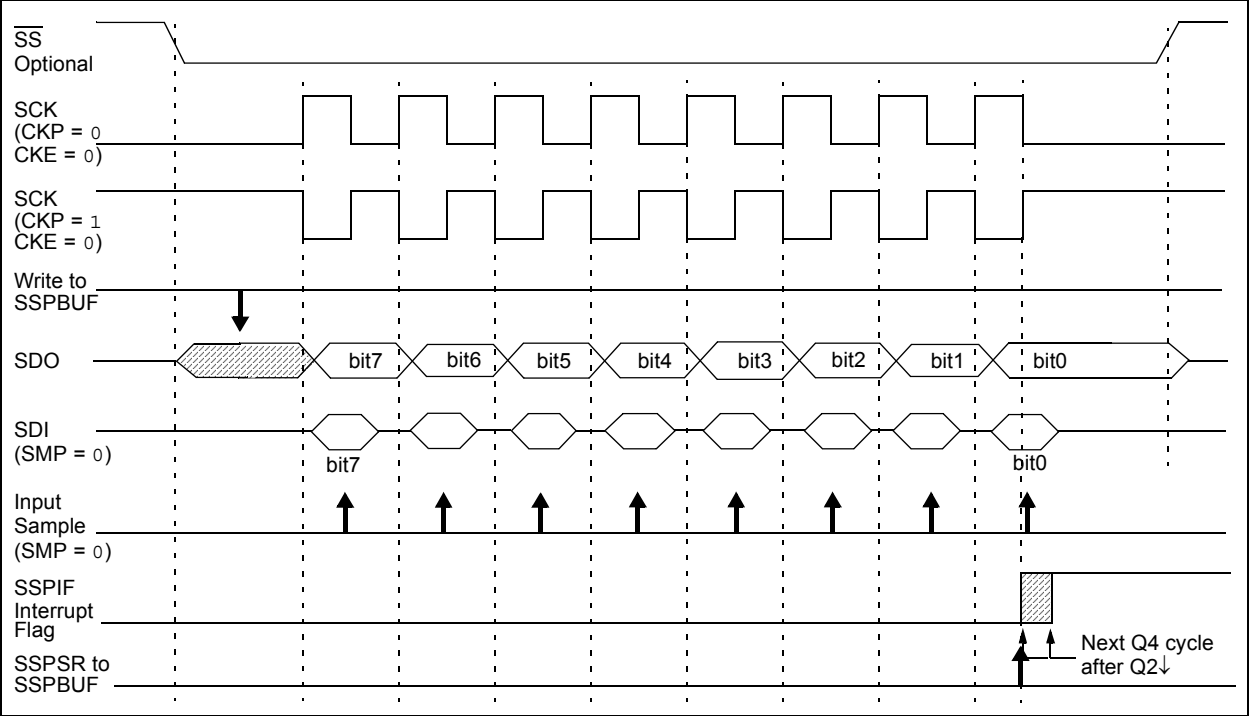 SS
Optional
SCK
(CKP = 0
CKE = 0)
SCK
(CKP = 1
CKE = 0)
Write to
SSPBUF
SDO
bit7 bit6 bit5 bit4 bit3 bit2 bit1 bit0
SDI
(SMP = 0)
bit7 bit0
Input
Sample
(SMP = 0)
SSPIF
Interrupt
Flag
Next Q4 cycle
after Q2↓
SSPSR to
SSPBUF